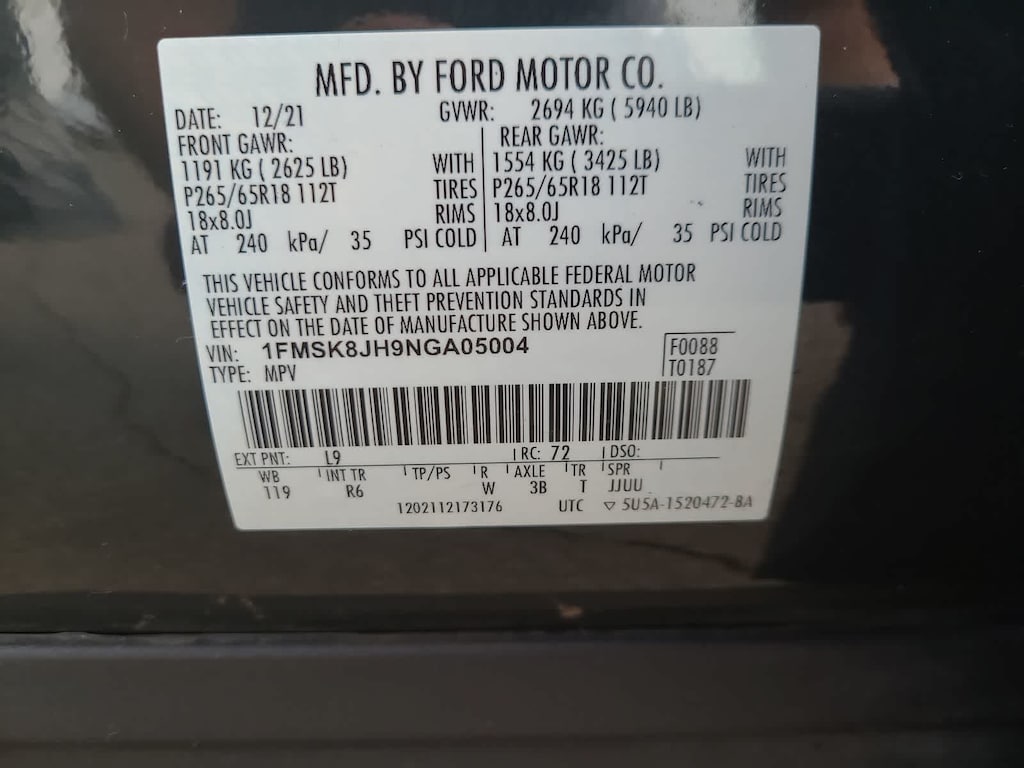 MFD. BY FORD MOTOR CO.
DATE: 12/21 GVWR: 2694 KG ( 5940 LB)
FRONT GAWR: REAR GAWR:
1191 KG ( 2625 LB) WITH 1554 KG ( 3425 LB) WITH
P265/65R18 112T TIRES P265/65R18 112T TIRES
18x8.0J RIMS 18x8.0J RIMS
AT 240 kPa/ 35 PSI COLD AT 240 kPa/ 35 PSI COLD
THIS VEHICLE CONFORMS TO ALL APPLICABLE FEDERAL MOTOR
VEHICLE SAFETY AND THEFT PREVENTION STANDARDS IN
EFFECT ON THE DATE OF MANUFACTURE SHOWN ABOVE.
VIN: 1FMSK8JH9NGA05004 F0088
TYPE: MPV T0187
EXT PNT: L9 RC: 72 DSO:
WB INT TR TP/PS R AXLE TR SPR
119 R6 W 3B T JJUU
1202112173176 UTC ▽ 5U5A-1520472-BA